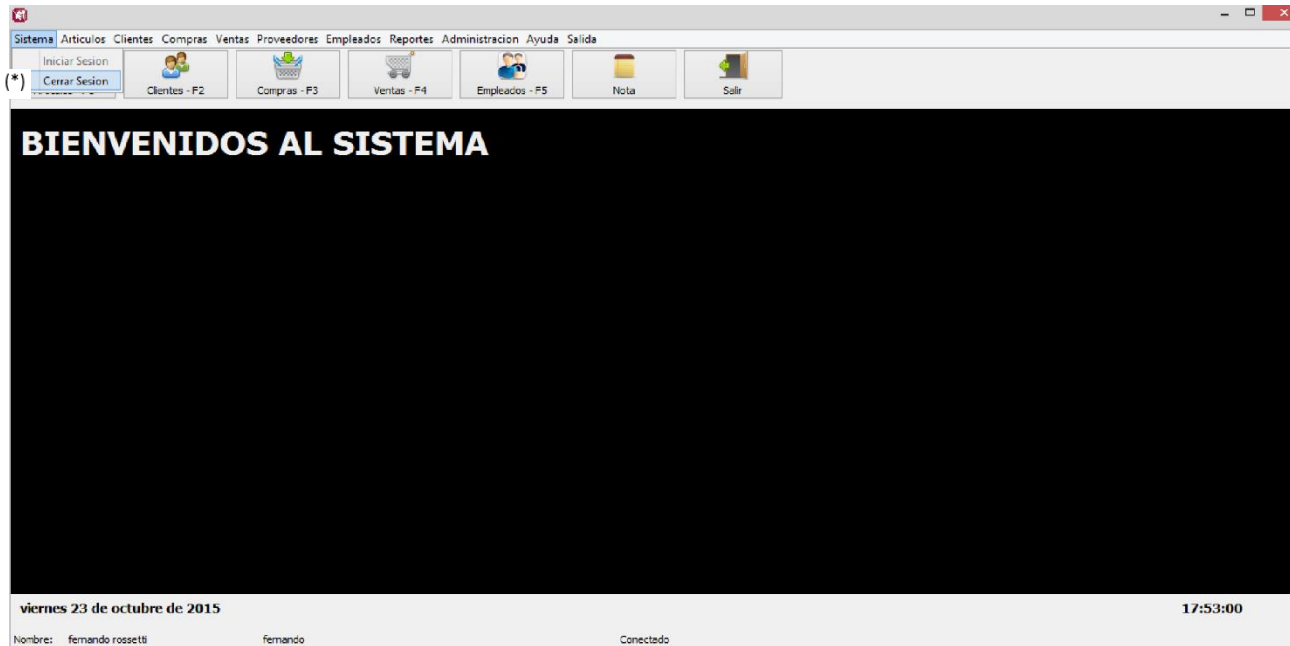 Sistema Articulos Clientes Compras Ventas Proveedores Empleados Reportes Administracion Ayuda Salida
Iniciar Sesion
(*) Cerrar Sesion
Clientes - F2 Compras - F3 Ventas - F4 Empleados - F5 Nota Salir
BIENVENIDOS AL SISTEMA
viernes 23 de octubre de 2015 17:53:00
Nombre: fernando rossetti fernando Conectado